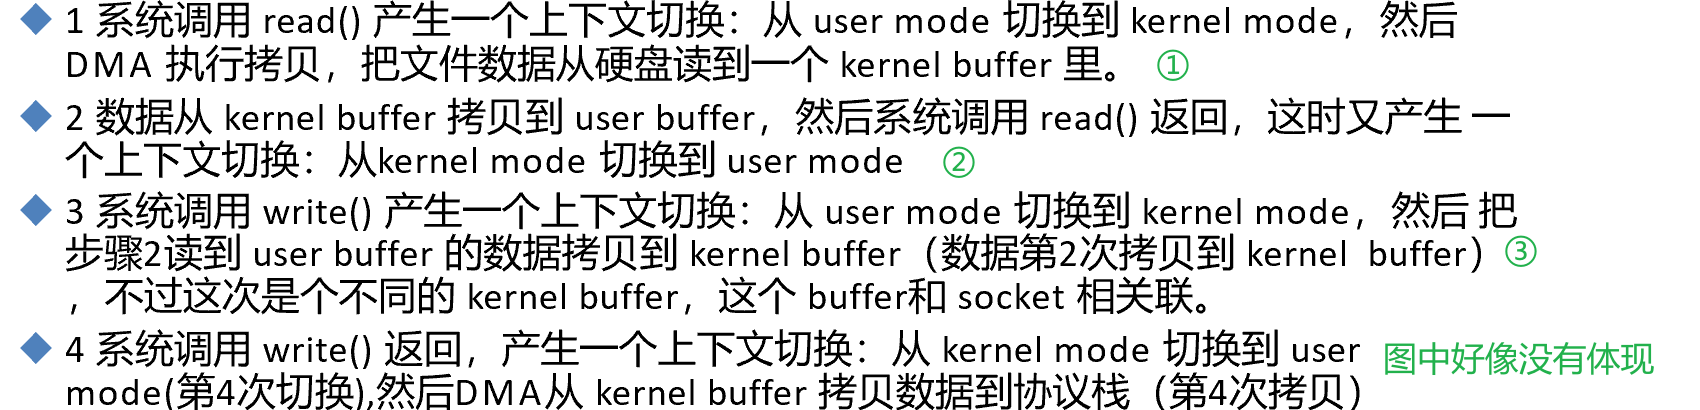 1 系统调用 read() 产生一个上下文切换：从 user mode 切换到 kernel mode，然后
DMA 执行拷贝，把文件数据从硬盘读到一个 kernel buffer 里。 ①
2 数据从 kernel buffer 拷贝到 user buffer，然后系统调用 read() 返回，这时又产生 一
个上下文切换：从kernel mode 切换到 user mode ②
3 系统调用 write() 产生一个上下文切换：从 user mode 切换到 kernel mode，然后 把
步骤2读到 user buffer 的数据拷贝到 kernel buffer（数据第2次拷贝到 kernel buffer）③
，不过这次是个不同的 kernel buffer，这个 buffer和 socket 相关联。
4 系统调用 write() 返回，产生一个上下文切换：从 kernel mode 切换到 user 图中好像没有体现
mode(第4次切换),然后DMA从 kernel buffer 拷贝数据到协议栈（第4次拷贝）